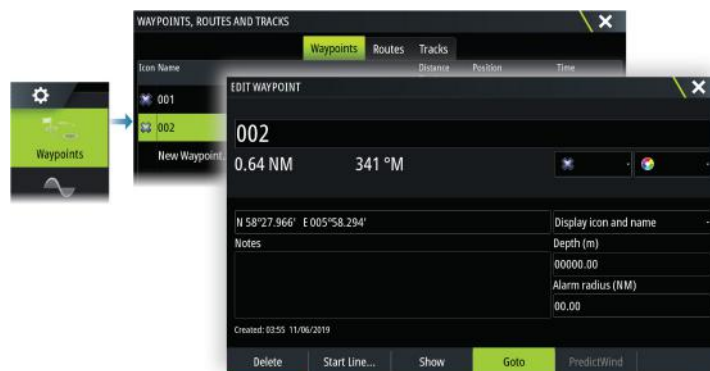 WAYPOINTS, ROUTES AND TRACKS
Waypoints Routes Tracks
Icon Name Distance Position Time
001
002
New Waypoint.
Waypoints
EDIT WAYPOINT
002
0.64 NM 341 °M
N 58°27.966' E 005°58.294' Display icon and name
Notes Depth (m)
00000.00
Alarm radius (NM)
00.00
Created: 03:55 11/06/2019
Delete Start Line... Show Goto PredictWind